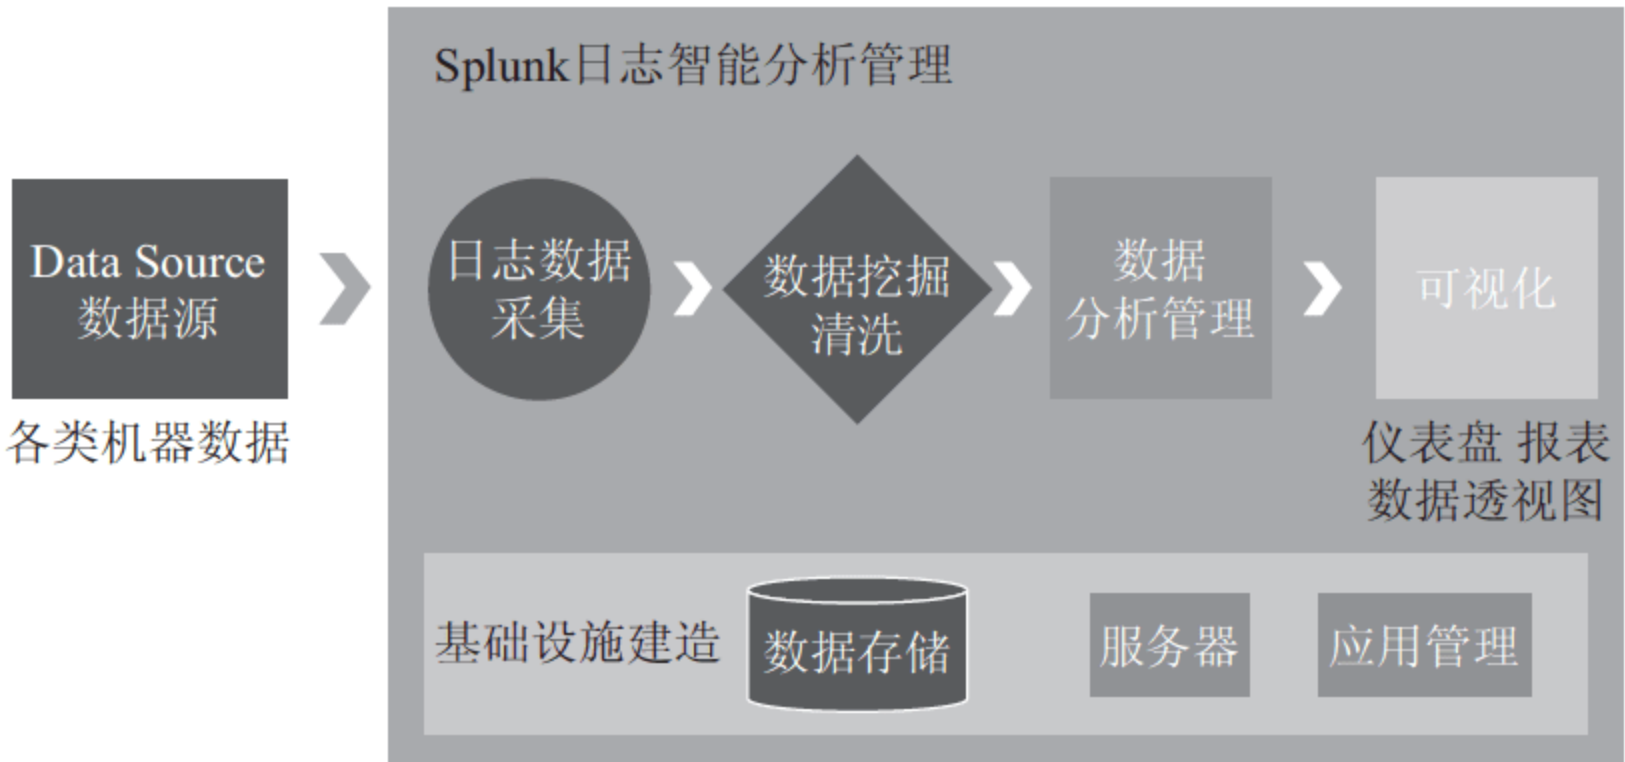 Splunk日志智能分析管理
Data Source
数据源
各类机器数据
日志数据
采集
数据挖掘
清洗
数据
分析管理
可视化
仪表盘 报表
数据透视图
基础设施建造
数据存储
服务器
应用管理